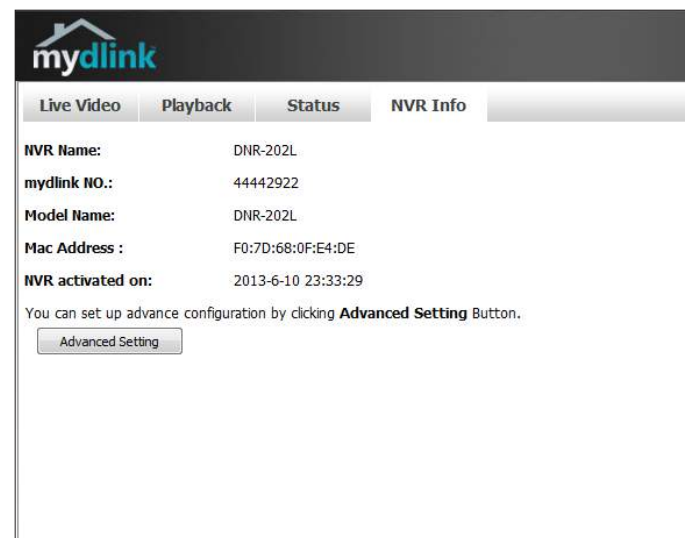 mydlink
Live Video Playback Status NVR Info
NVR Name: DNR-202L
mydlink NO.: 44442922
Model Name: DNR-202L
Mac Address : F0:7D:68:0F:E4:DE
NVR activated on: 2013-6-10 23:33:29
You can set up advance configuration by clicking Advanced Setting Button.
Advanced Setting